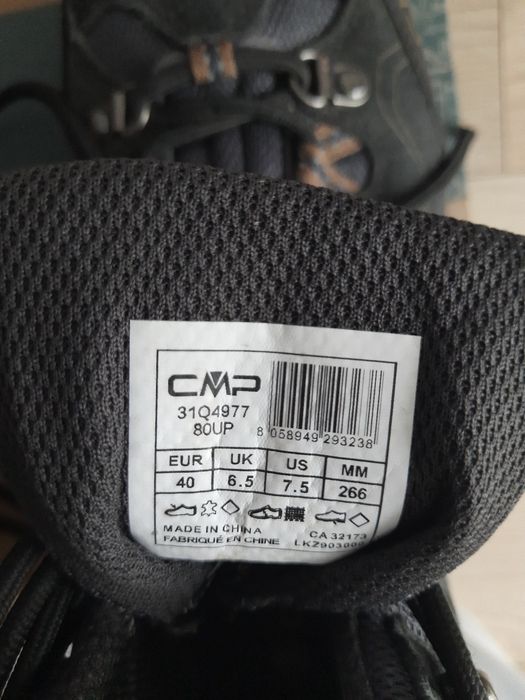 CMP
31Q4977
80UP
8 058949 293238
EUR UK US MM
40 6.5 7.5 266
MADE IN CHINA CA 32173
FABRIQUÉ EN CHINE